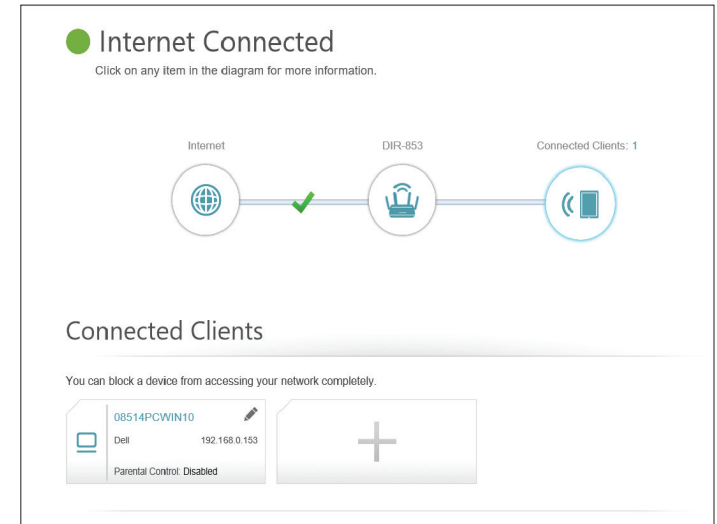 Internet Connected
Click on any item in the diagram for more information.
Internet
DIR-853
Connected Clients: 1
Connected Clients
You can block a device from accessing your network completely.
08514PCWIN10
Dell 192.168.0.153
Parental Control: Disabled